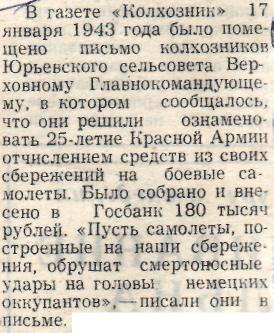 В газете «Колхозник» 17
января 1943 года было поме-
щено письмо колхозников
Юрьевского сельсовета Вер-
ховному Главнокомандующе-
му, в котором сообщалось,
что они решили ознамено-
вать 25-летие Красной Армии
отчислением средств из своих
сбережений на боевые са-
молеты. Было собрано и вне-
сено в Госбанк 180 тысяч
рублей. «Пусть самолеты, по-
строенные на наши сбереже-
ния, обрушат смертоносные
удары на головы немецких
оккупантов»,—писали они в
письме.